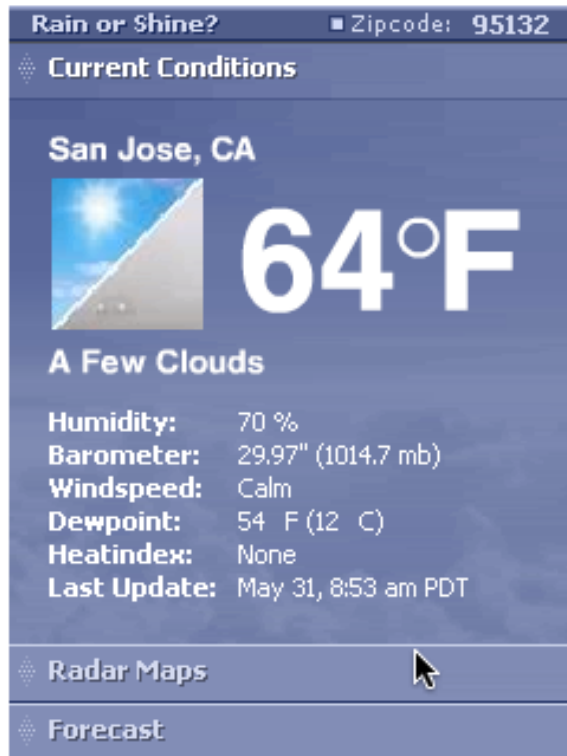 Rain or Shine? Zipcode: 95132
Current Conditions
San Jose, CA
64°F
A Few Clouds
Humidity: 70 %
Barometer: 29.97" (1014.7 mb)
Windspeed: Calm
Dewpoint: 54 F (12 C)
Heatindex: None
Last Update: May 31, 8:53 am PDT
Radar Maps
Forecast